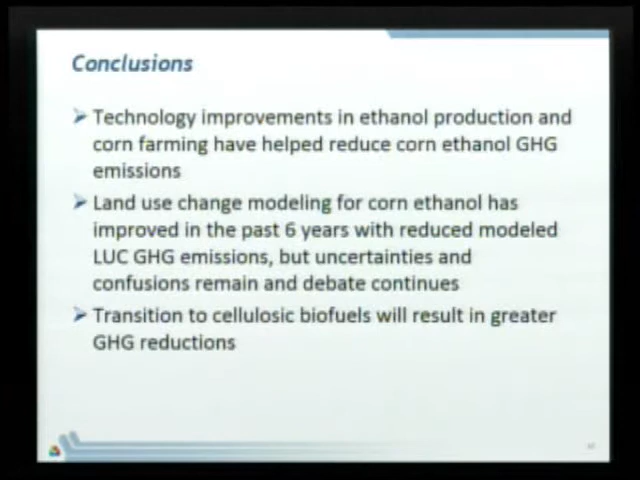 Conclusions
Technology improvements in ethanol production and
corn farming have helped reduce corn ethanol GHG
emissions
Land use change modeling for corn ethanol has
improved in the past 6 years with reduced modeled
LUC GHG emissions, but uncertainties and
confusions remain and debate continues
Transition to cellulosic biofuels will result in greater
GHG reductions